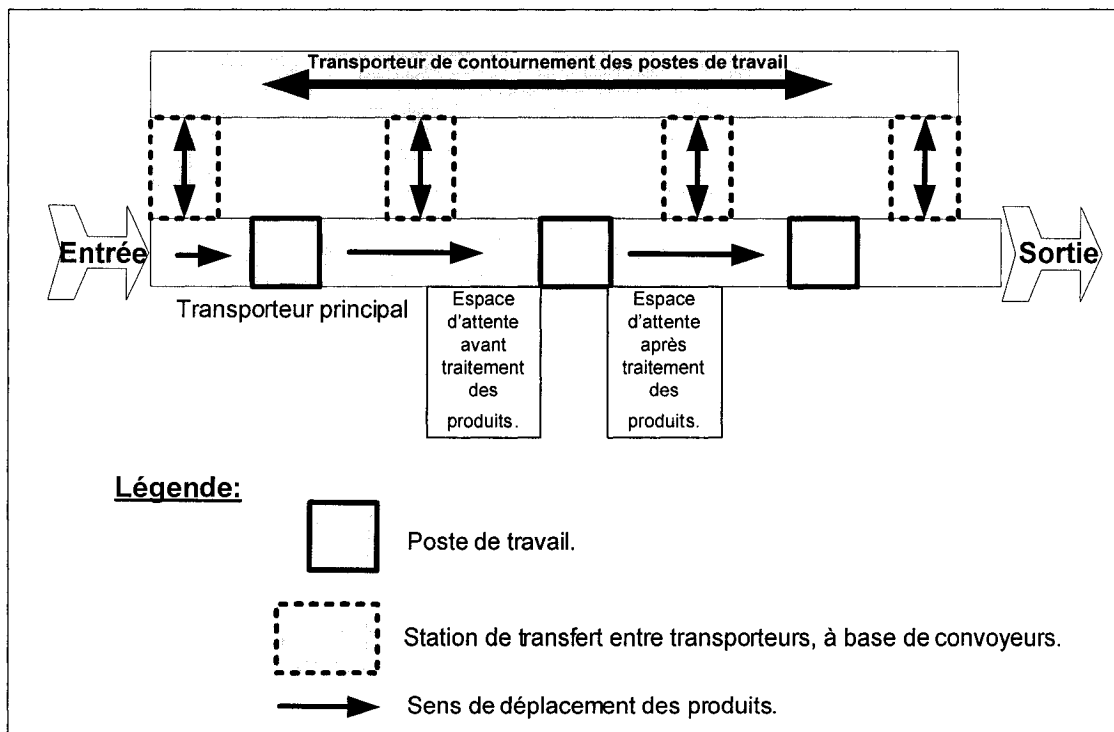 Transporteur de contournement des postes de travail
Entrée
Sortie
Transporteur principal
Espace
d'attente
avant
traitement
des
produits.
Espace
d'attente
après
traitement
des
produits.
Légende:
Poste de travail.
Station de transfert entre transporteurs, à base de convoyeurs.
Sens de déplacement des produits.